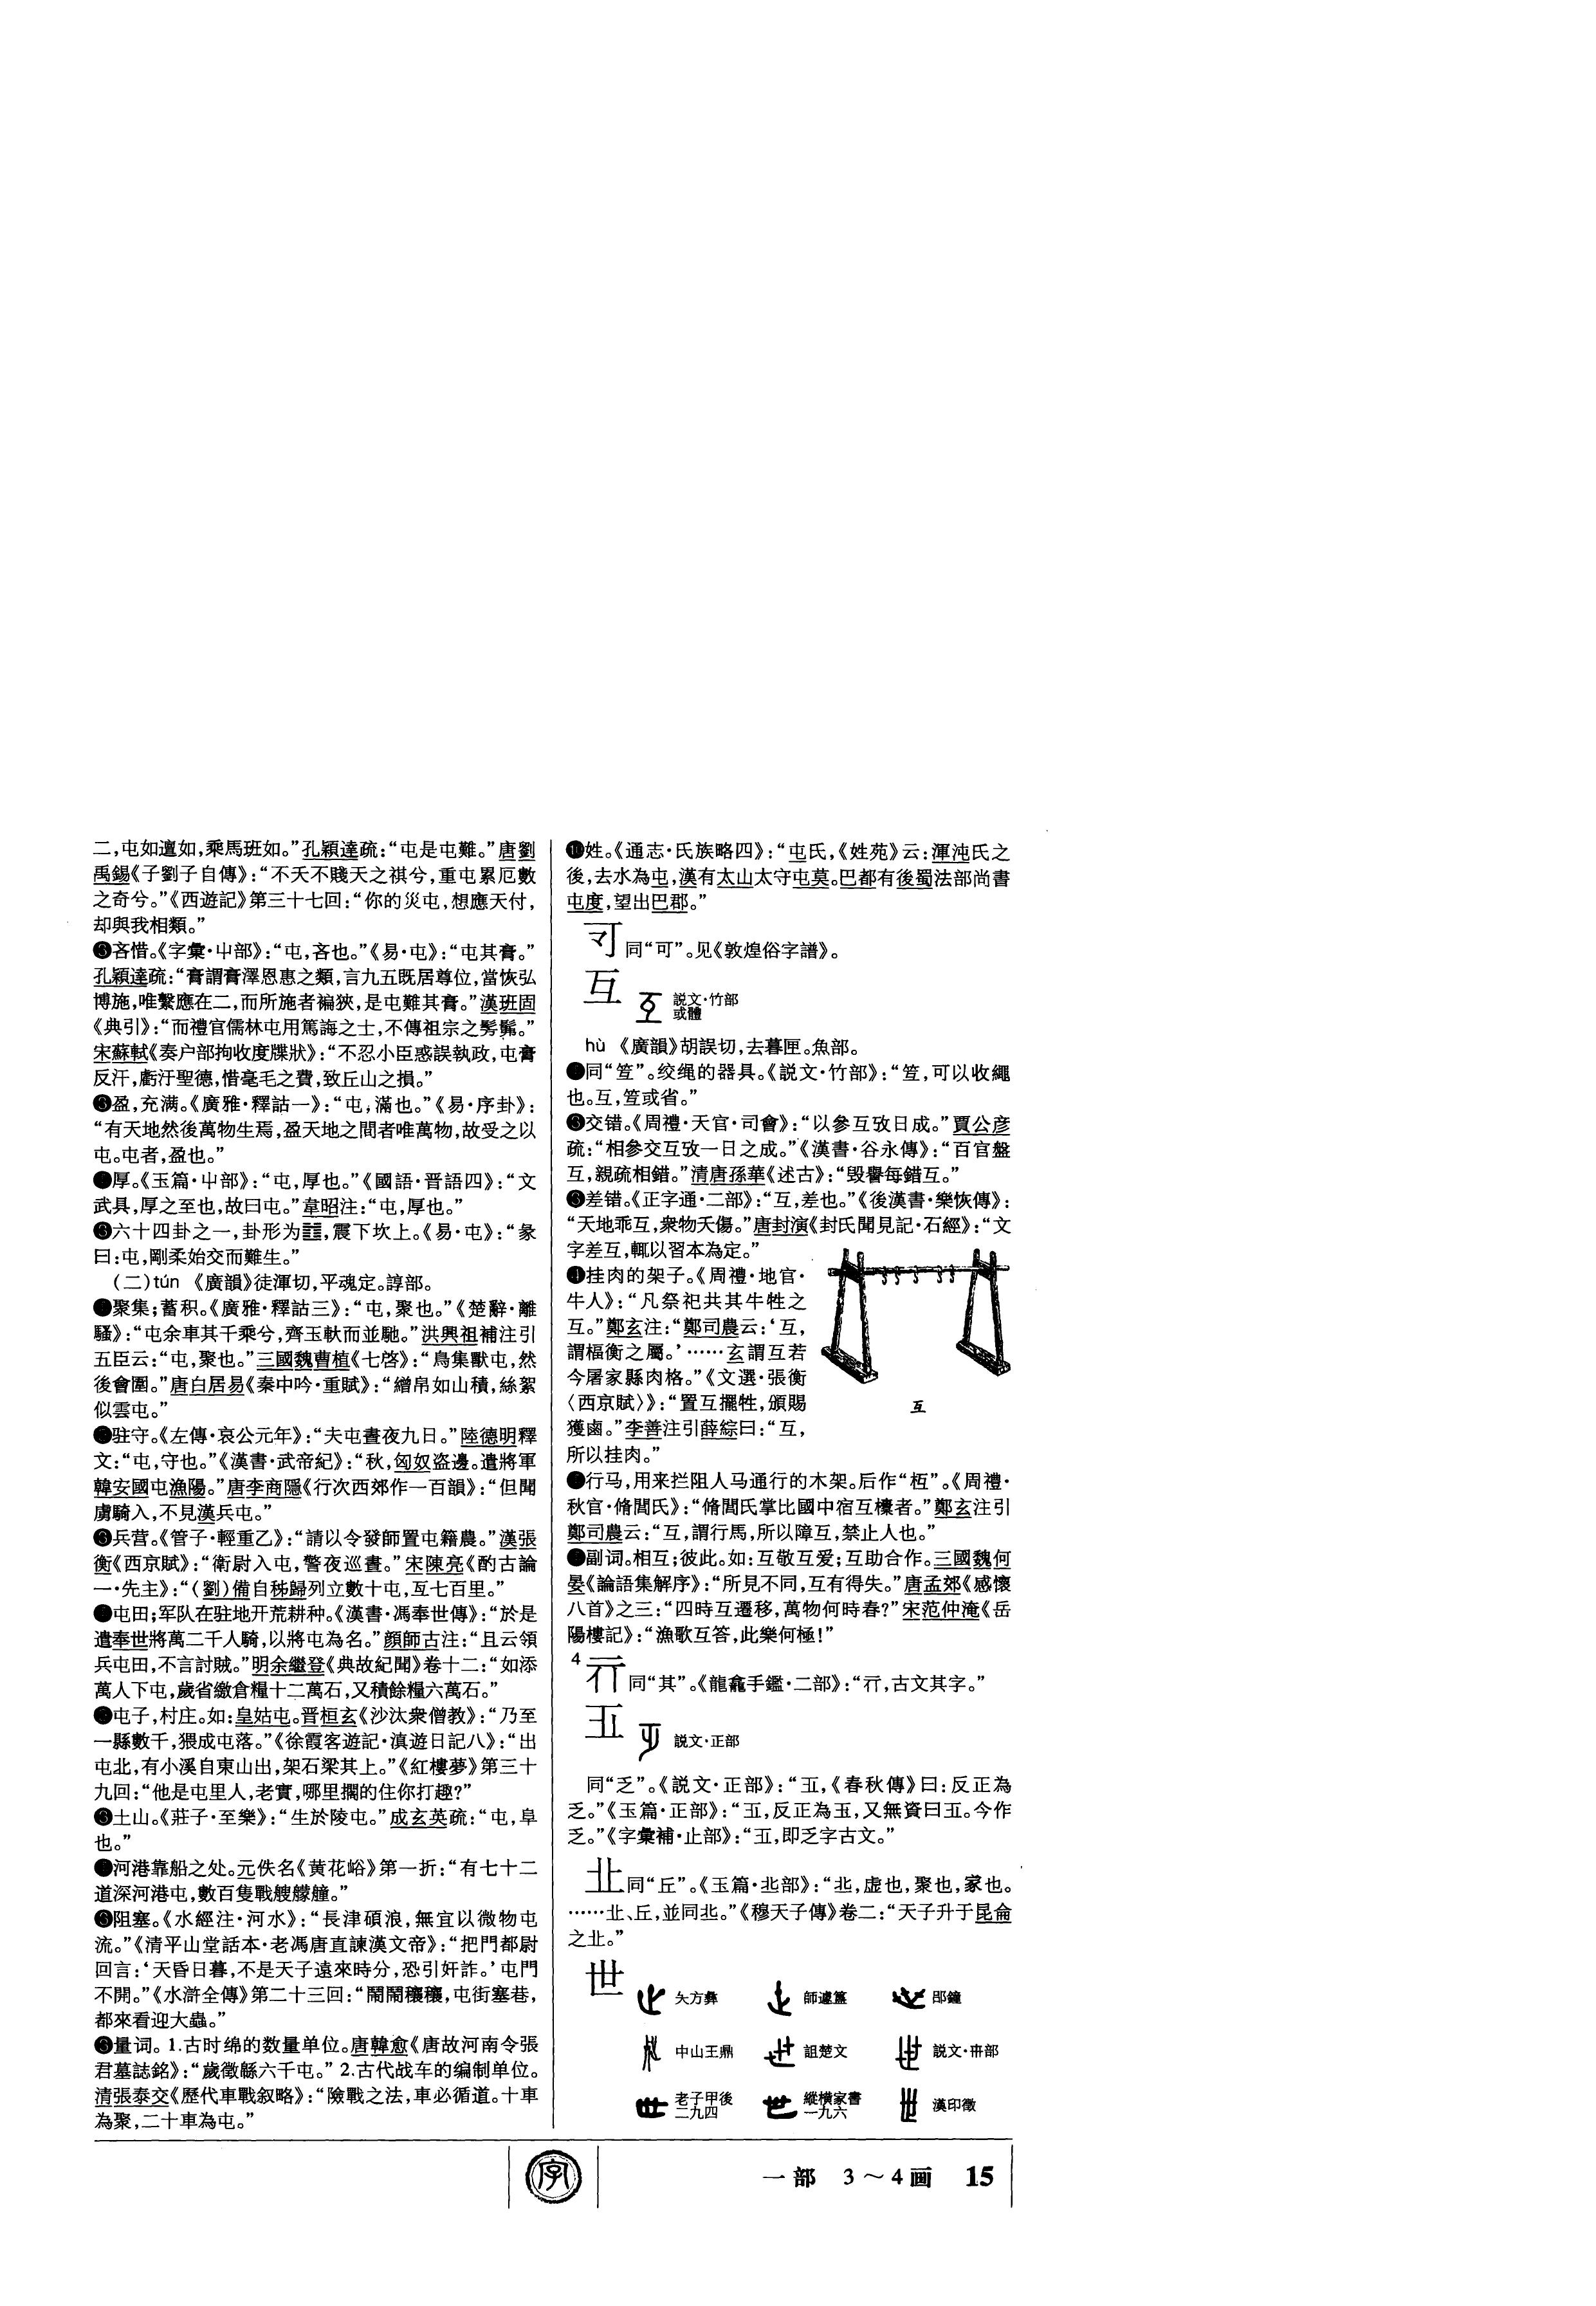 二,屯如邅如,乘馬班如。”孔穎達疏:“屯是屯難。”唐劉
禹錫《子劉子自傳》:“不夭不賤天之祺兮,重屯累厄數
之奇兮。”《西遊記》第三十七回:“你的災屯,想應天付,
却與我相類。”
吝惜。《字彙·屮部》:“屯,吝也。”《易·屯》:“屯其膏。”
孔穎達疏:“膏謂膏澤恩惠之類,言九五既居尊位,當恢弘
博施,唯繫應在二,而所施者褊狹,是屯難其膏。”漢班固
《典引》:“而禮官儒林屯用篤誨之士,不傳祖宗之髣髴。”
宋蘇軾《奏户部拘收度牒狀》:“不忍小臣惑誤執政,屯膏
反汗,虧汙聖德,惜毫毛之費,致丘山之損。”
盈,充满。《廣雅·釋詁一》:“屯,滿也。”《易·序卦》:
“有天地然後萬物生焉,盈天地之間者唯萬物,故受之以
屯。屯者,盈也。”
厚。《玉篇·屮部》:“屯,厚也。”《國語·晋語四》:“文
武具,厚之至也,故曰屯。”韋昭注:“屯,厚也。”
六十四卦之一,卦形为䷂,震下坎上。《易·屯》:“彖
曰:屯,剛柔始交而難生。”
(二)tún 《廣韻》徒渾切,平魂定。諄部。
聚集;蓄积。《廣雅·釋詁三》:“屯,聚也。”《楚辭·離
騷》:“屯余車其千乘兮,齊玉軑而並馳。”洪興祖補注引
五臣云:“屯,聚也。”三國魏曹植《七啓》:“鳥集獸屯,然
後會圍。”唐白居易《秦中吟·重賦》:“繒帛如山積,絲絮
似雲屯。”
驻守。《左傳·哀公元年》:“夫屯晝夜九日。”陸德明釋
文:“屯,守也。”《漢書·武帝紀》:“秋,匈奴盗邊。遣將軍
韓安國屯漁陽。”唐李商隱《行次西郊作一百韻》:“但聞
虜騎入,不見漢兵屯。”
❸兵营。《管子·輕重乙》:“請以令發師置屯籍農。”漢張
衡《西京賦》:“衛尉入屯,警夜巡晝。”宋陳亮《酌古論
一·先主》:“(劉)備自秭歸列立數十屯,互七百里。”
屯田;军队在驻地开荒耕种。《漢書·馮奉世傳》:“於是
遣奉世將萬二千人騎,以將屯為名。”顔師古注:“且云領
兵屯田,不言討賊。”明余繼登《典故紀聞》卷十二:“如添
萬人下屯,歲省繳倉糧十二萬石,又積餘糧六萬石。”
屯子,村庄。如:皇姑屯。晋桓玄《沙汰衆僧教》:“乃至
一縣數千,猥成屯落。”《徐霞客遊記·滇遊日記八》:“出
屯北,有小溪自東山出,架石梁其上。”《紅樓夢》第三十
九回:“他是屯里人,老實,哪里擱的住你打趣?”
土山。《莊子·至樂》:“生於陵屯。”成玄英疏:“屯,阜
也。”
河港靠船之处。元佚名《黄花峪》第一折:“有七十二
道深河港屯,數百隻戰艘艨艟。”
阻塞。《水經注·河水》:“長津碩浪,無宜以微物屯
流。”《清平山堂話本·老馮唐直諫漢文帝》:“把門都尉
回言:‘天昏日暮,不是天子遠來時分,恐引奸詐。’屯門
不開。”《水滸全傳》第二十三回:“鬧鬧穰穰,屯街塞巷,
都來看迎大蟲。”
量词。1.古时绵的数量单位。唐韓愈《唐故河南令張
君墓誌銘》:“歲徵緜六千屯。”2.古代战车的编制单位。
清張泰交《歷代車戰叙略》:“險戰之法,車必循道。十車
為聚,二十車為屯。”
姓。《通志·氏族略四》:“屯氏,《姓苑》云:渾沌氏之
後,去水為屯,漢有太山太守屯莫。巴都有後蜀法部尚書
屯度,望出巴郡。”
同“可”。见《敦煌俗字譜》。
互
説文·竹部
或體
hù 《廣韻》胡誤切,去暮匣。魚部。
同“笠”。绞绳的器具。《説文·竹部》:“笠,可以收繩
也。互,笠或省。”
交错。《周禮·天官·司會》:“以參互攷日成。”賈公彦
疏:“相參交互攷一日之成。”《漢書·谷永傳》:“百官盤
互,親疏相錯。”清唐孫華《述古》:“毁譽每錯互。”
差错。《正字通·二部》:“互,差也。”《後漢書·樂恢傳》:
“天地乖互,衆物夭傷。”唐封演《封氏聞見記·石經》:“文
字差互,輒以習本為定。”
❹挂肉的架子。《周禮·地官·
牛人》:“凡祭祀共其牛牲之
互。”鄭玄注:“鄭司農云:‘互,
謂楅衡之屬。’……玄謂互若
今屠家縣肉格。”《文選·張衡
〈西京賦〉》:“置互擺牲,頒賜
獲鹵。”李善注引薛綜曰:“互,
所以挂肉。”
互
行马,用来拦阻人马通行的木架。后作“枑”。《周禮·
秋官·脩閭氏》:“脩閭氏掌比國中宿互㯓者。”鄭玄注引
鄭司農云:“互,謂行馬,所以障互,禁止人也。”
副词。相互;彼此。如:互敬互爱;互助合作。三國魏何
晏《論語集解序》:“所見不同,互有得失。”唐孟郊《感懷
八首》之三:“四時互遷移,萬物何時春?”宋范仲淹《岳
陽樓記》:“漁歌互答,此樂何極!”
4
亓 同“其”。《龍龕手鑑·二部》:“亓,古文其字。”
説文·正部
同“乏”。《説文·正部》:“𤴓,《春秋傳》曰:反正為
乏。”《玉篇·正部》:“𤴓,反正為𤴓,又無資曰𤴓。今作
乏。”《字彙補·止部》:“𤴓,即乏字古文。”
㐀同“丘”。《玉篇·丠部》:“㐀,虚也,聚也,冢也。
……㐀、丘,並同丠。”《穆天子傳》卷二:“天子升于昆侖
之㐀。”
世
矢方彝 師遽簋 郘鐘
中山王鼎 詛楚文 説文·卅部
老子甲後二九四 縱横家書一九六 漢印徵
字
一部 3～4画 15